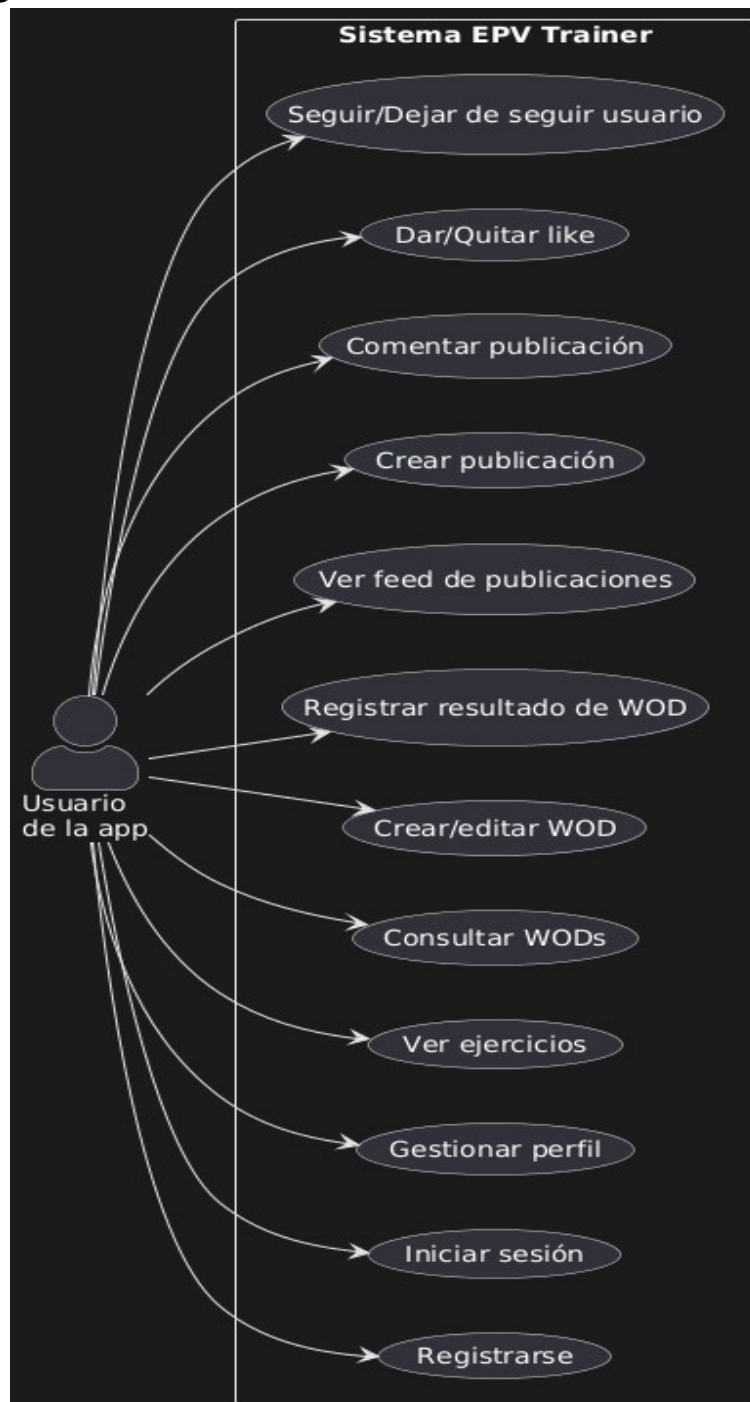 Sistema EPV Trainer
Seguir/Dejar de seguir usuario
Dar/Quitar like
Comentar publicación
Crear publicación
Ver feed de publicaciones
Registrar resultado de WOD
Usuario
de la app
Crear/editar WOD
Consultar WODs
Ver ejercicios
Gestionar perfil
Iniciar sesión
Registrarse